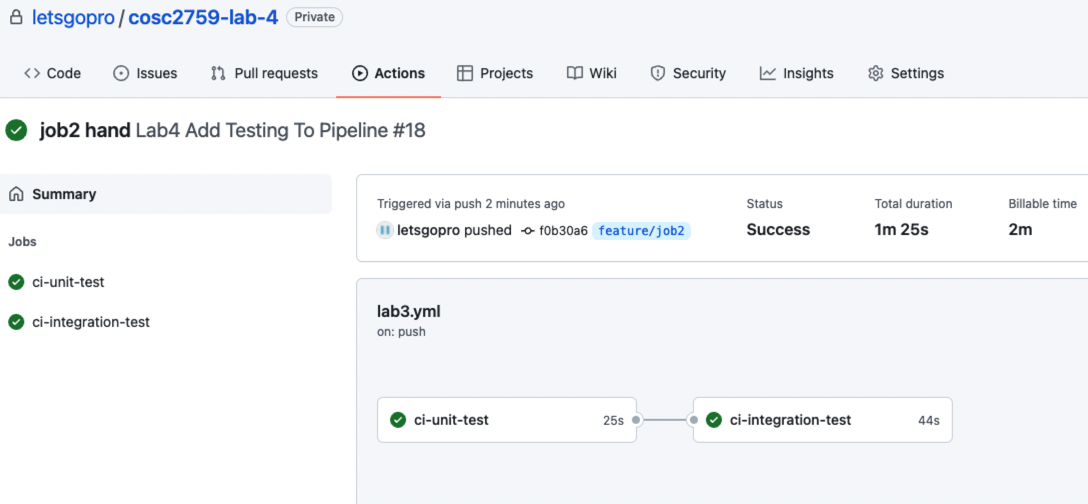 letsgopro / cosc2759-lab-4 Private
Code Issues Pull requests Actions Projects Wiki Security Insights Settings
job2 hand Lab4 Add Testing To Pipeline #18
Summary
Jobs
ci-unit-test
ci-integration-test
Triggered via push 2 minutes ago Status Total duration Billable time
letsgopro pushed f0b30a6 feature/job2 Success 1m 25s 2m
lab3.yml
on: push
ci-unit-test 25s ci-integration-test 44s